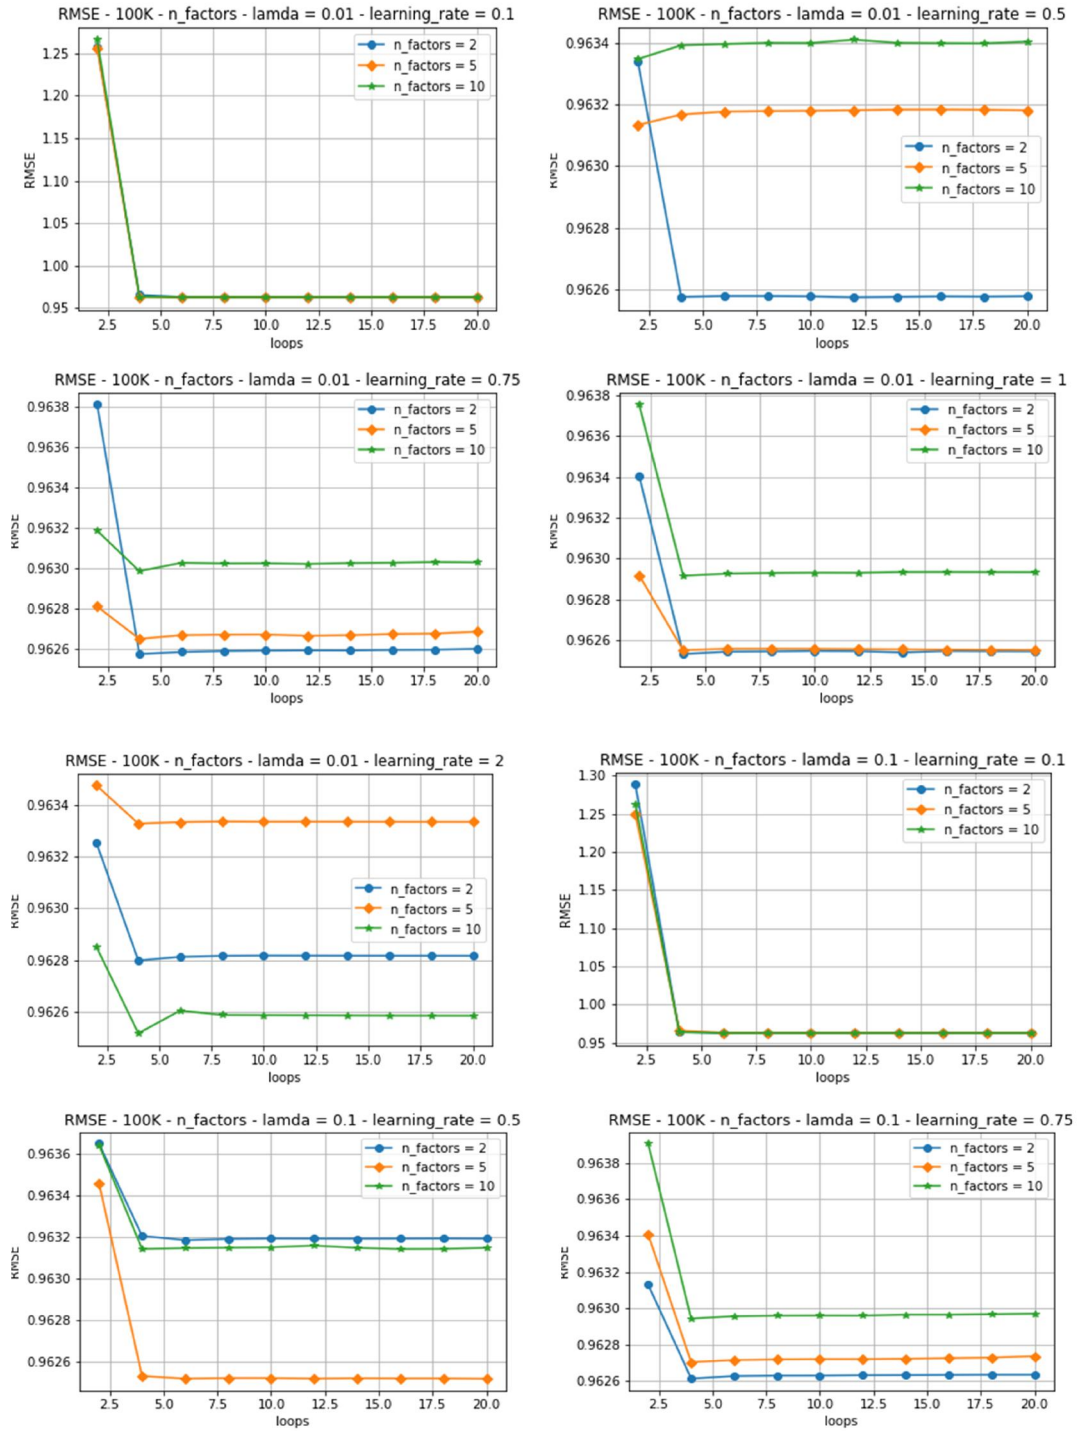 RMSE - 100K - n_factors - lamda = 0.01 - learning_rate = 0.1
1.25
1.20
1.15
1.10
1.05
1.00
0.95
RMSE
n_factors = 2
n_factors = 5
n_factors = 10
2.5 5.0 7.5 10.0 12.5 15.0 17.5 20.0
loops
RMSE - 100K - n_factors - lamda = 0.01 - learning_rate = 0.5
0.9634
0.9632
0.9630
0.9628
0.9626
RMSE
n_factors = 2
n_factors = 5
n_factors = 10
2.5 5.0 7.5 10.0 12.5 15.0 17.5 20.0
loops
RMSE - 100K - n_factors - lamda = 0.01 - learning_rate = 0.75
0.9638
0.9636
0.9634
0.9632
0.9630
0.9628
0.9626
RMSE
n_factors = 2
n_factors = 5
n_factors = 10
2.5 5.0 7.5 10.0 12.5 15.0 17.5 20.0
loops
RMSE - 100K - n_factors - lamda = 0.01 - learning_rate = 1
0.9638
0.9636
0.9634
0.9632
0.9630
0.9628
0.9626
RMSE
n_factors = 2
n_factors = 5
n_factors = 10
2.5 5.0 7.5 10.0 12.5 15.0 17.5 20.0
loops
RMSE - 100K - n_factors - lamda = 0.01 - learning_rate = 2
0.9634
0.9632
0.9630
0.9628
0.9626
RMSE
n_factors = 2
n_factors = 5
n_factors = 10
2.5 5.0 7.5 10.0 12.5 15.0 17.5 20.0
loops
RMSE - 100K - n_factors - lamda = 0.1 - learning_rate = 0.1
1.30
1.25
1.20
1.15
1.10
1.05
1.00
0.95
RMSE
n_factors = 2
n_factors = 5
n_factors = 10
2.5 5.0 7.5 10.0 12.5 15.0 17.5 20.0
loops
RMSE - 100K - n_factors - lamda = 0.1 - learning_rate = 0.5
0.9636
0.9634
0.9632
0.9630
0.9628
0.9626
RMSE
n_factors = 2
n_factors = 5
n_factors = 10
2.5 5.0 7.5 10.0 12.5 15.0 17.5 20.0
loops
RMSE - 100K - n_factors - lamda = 0.1 - learning_rate = 0.75
0.9638
0.9636
0.9634
0.9632
0.9630
0.9628
0.9626
RMSE
n_factors = 2
n_factors = 5
n_factors = 10
2.5 5.0 7.5 10.0 12.5 15.0 17.5 20.0
loops